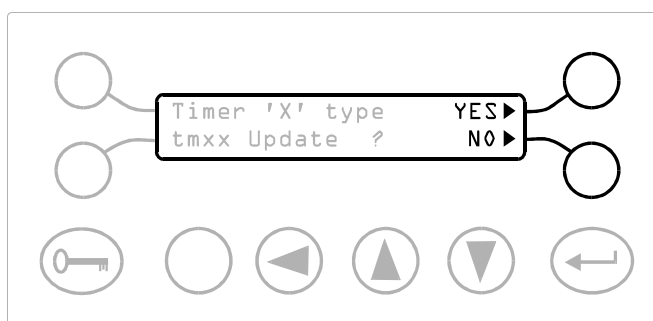 Timer 'X' type YES▶
tmxx Update ? NO▶